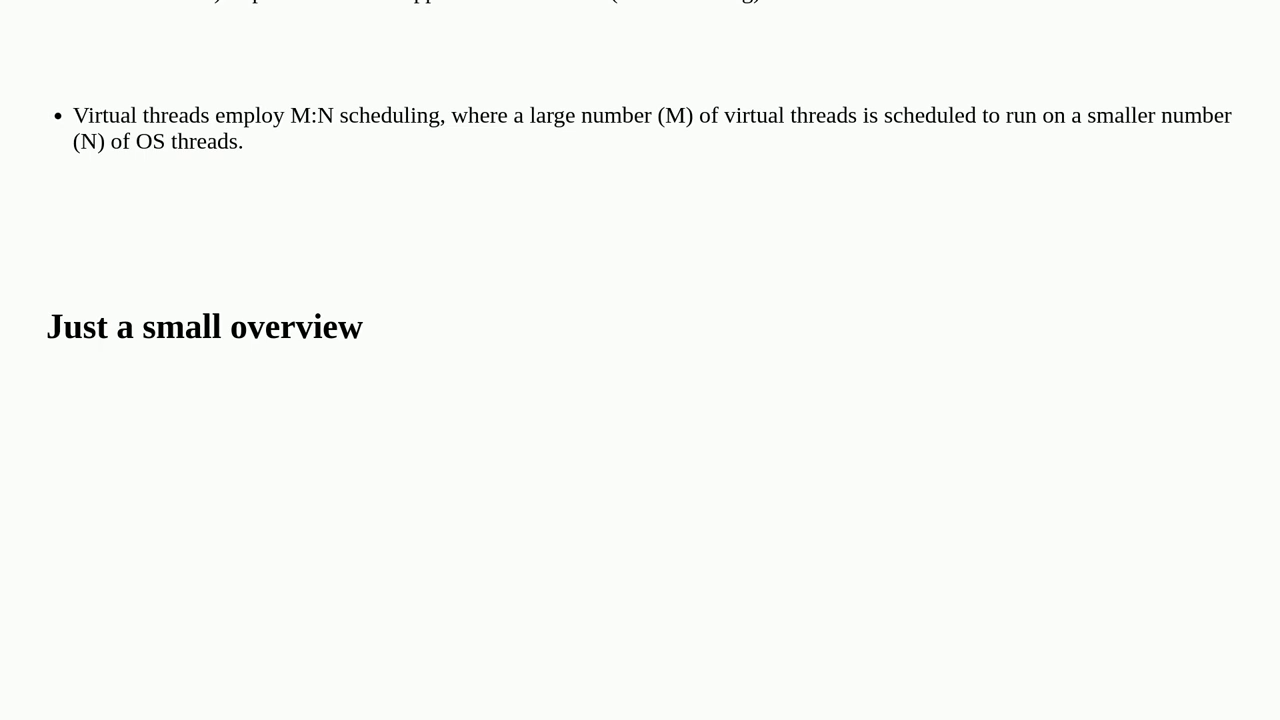 • Virtual threads employ M:N scheduling, where a large number (M) of virtual threads is scheduled to run on a smaller number
(N) of OS threads.
Just a small overview